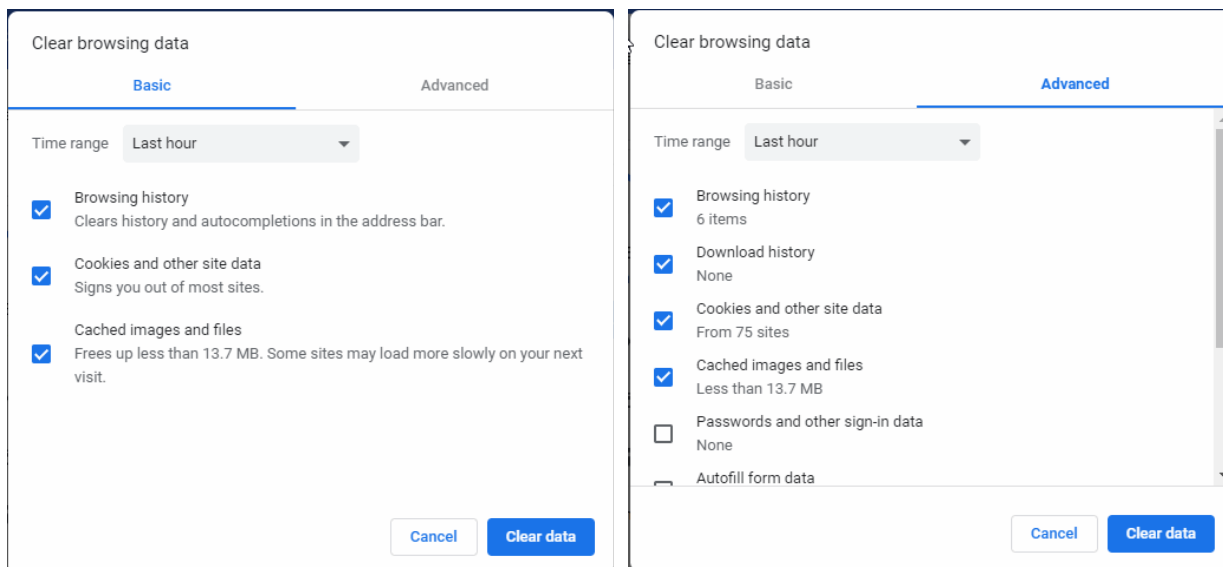 Clear browsing data
Basic
Advanced
Time range
Last hour
Browsing history
Clears history and autocompletions in the address bar.
Cookies and other site data
Signs you out of most sites.
Cached images and files
Frees up less than 13.7 MB. Some sites may load more slowly on your next
visit.
Cancel
Clear data
Clear browsing data
Basic
Advanced
Time range
Last hour
Browsing history
6 items
Download history
None
Cookies and other site data
From 75 sites
Cached images and files
Less than 13.7 MB
Passwords and other sign-in data
None
Autofill form data
Cancel
Clear data